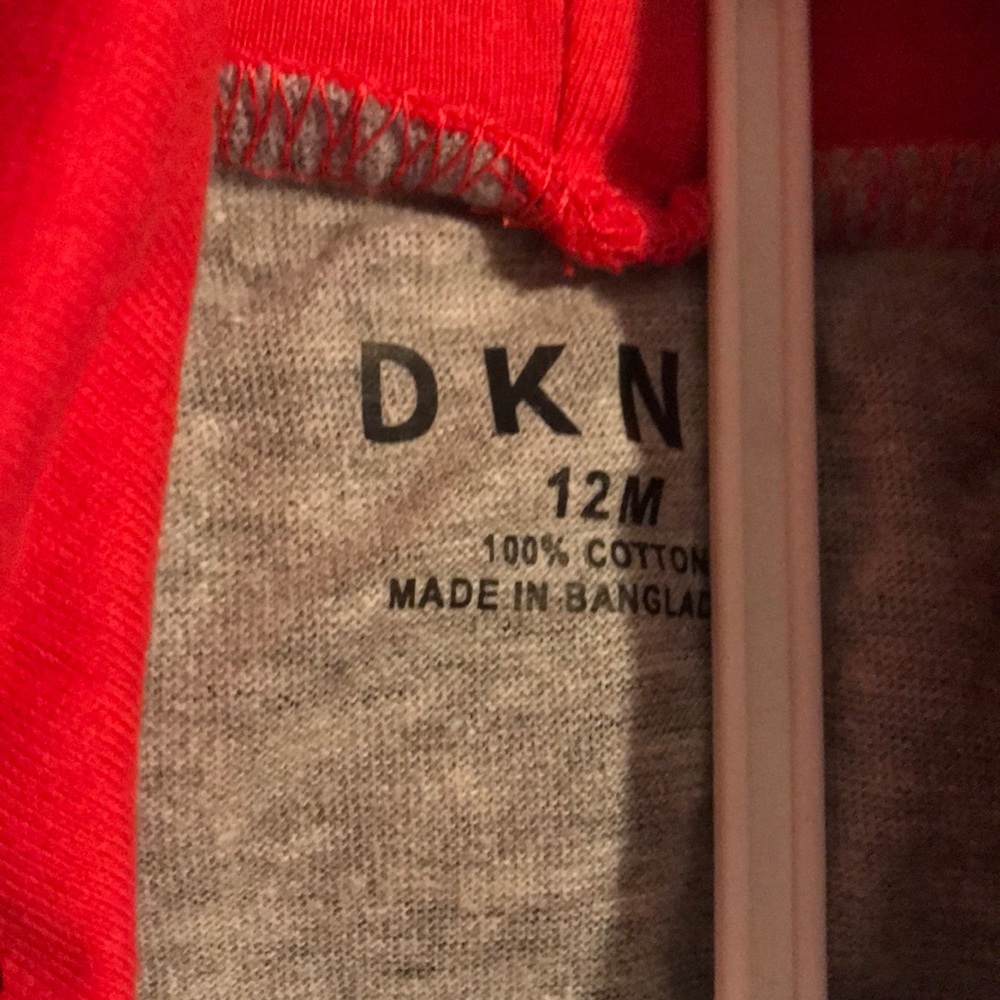 DKN
12M
100% COTTON
MADE IN BANGLAD